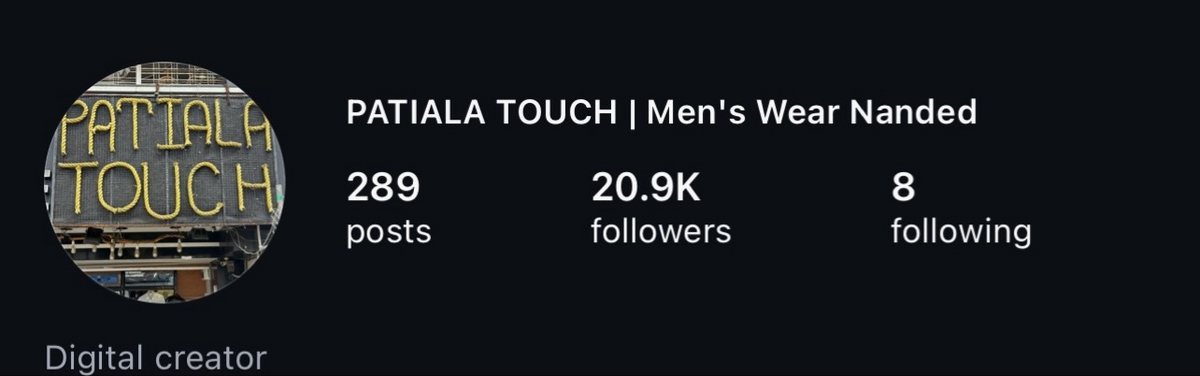 PATIALA
TOUCH
PATIALA TOUCH | Men's Wear Nanded
289 20.9K 8
posts followers following
Digital creator